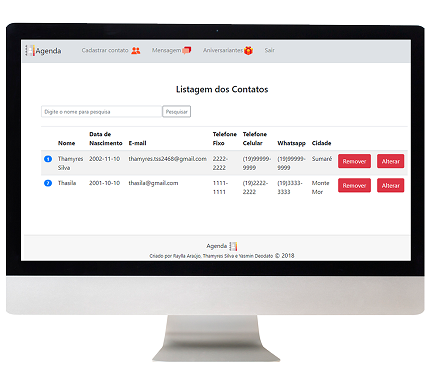 Agenda Cadastrar contato Mensagem Aniversariantes Sair
Listagem dos Contatos
Digite o nome para pesquisa Pesquisar
Nome Data de Nascimento E-mail Telefone Fixo Telefone Celular Whatsapp Cidade
1 Thamyres Silva 2002-11-10 thamyres.tss2468@gmail.com 2222-2222 (19)99999-9999 (19)99999-9999 Sumaré Remover Alterar
2 Thasila 2001-10-10 thasila@gmail.com 1111-1111 (19)2222-2222 (19)3333-3333 Monte Mor Remover Alterar
Agenda
Criado por Raylla Araújo, Thamyres Silva e Yasmin Deodato © 2018